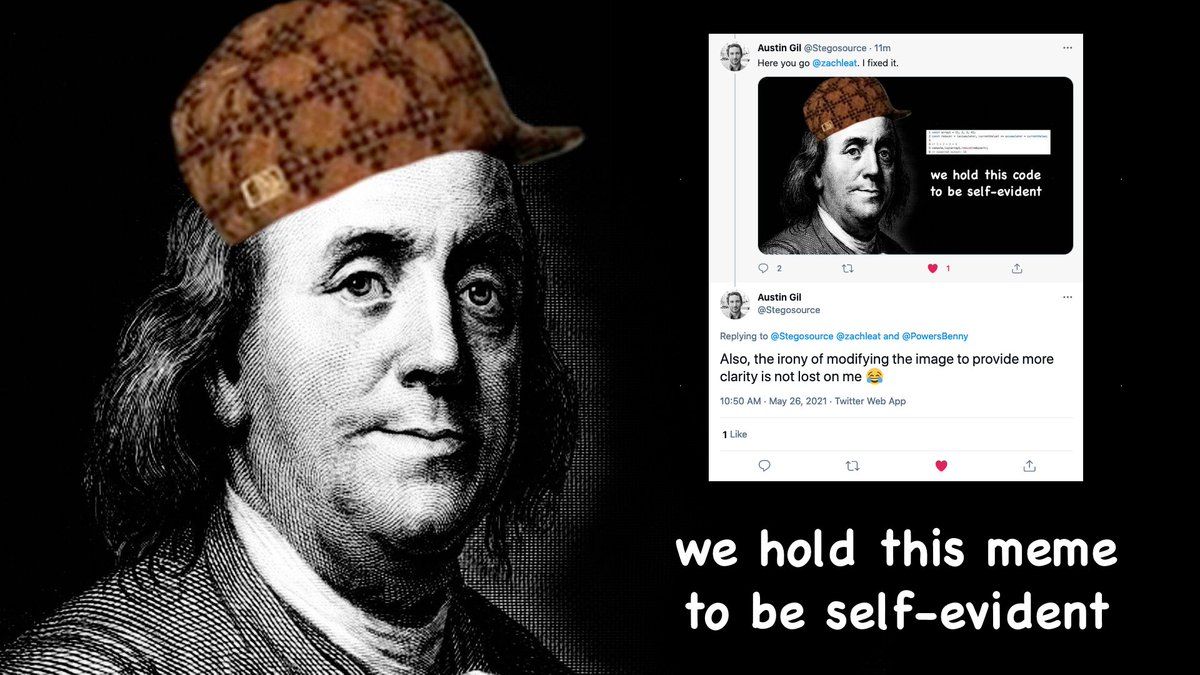 Austin Gil @Stegosource · 11m
Here you go @zachleat. I fixed it.
we hold this code
to be self-evident
2
1
Austin Gil
@Stegosource
Replying to @Stegosource @zachleat and @PowersBenny
Also, the irony of modifying the image to provide more
clarity is not lost on me 😂
10:50 AM · May 26, 2021 · Twitter Web App
1 Like
we hold this meme
to be self-evident